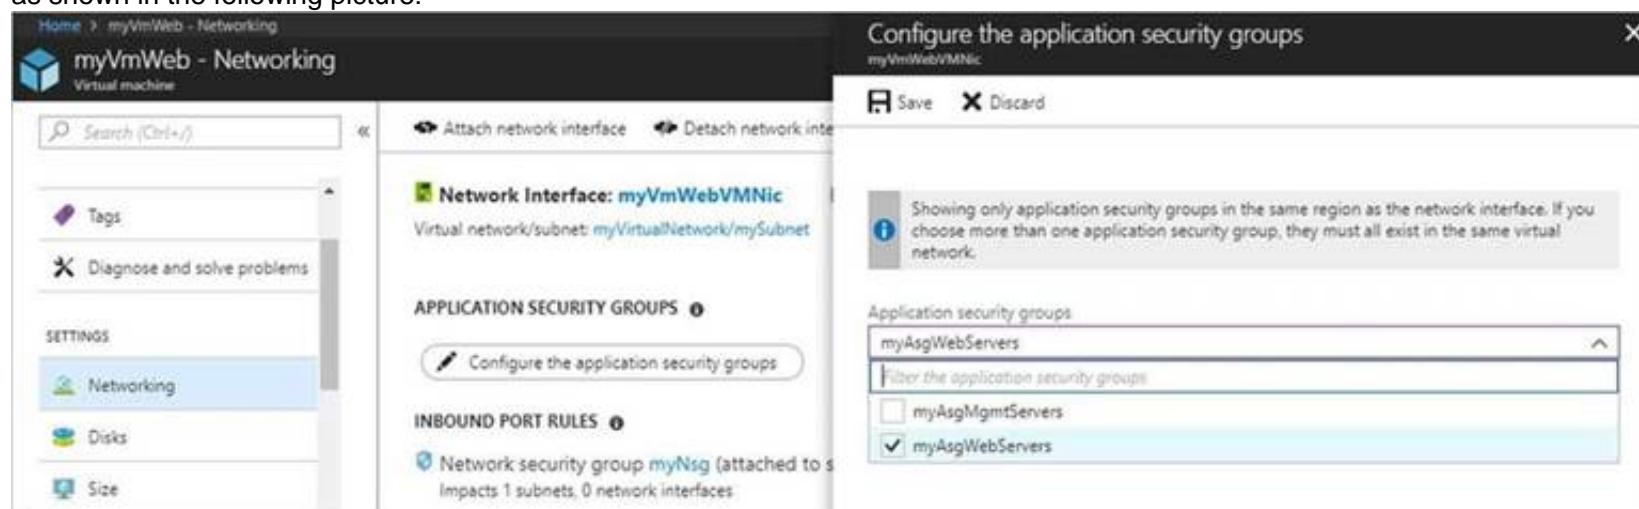 as shown in the following picture.
Home > myVmWeb - Networking
myVmWeb - Networking
Virtual machine
Search (Ctrl+/)
«
Tags
Diagnose and solve problems
SETTINGS
Networking
Disks
Size
Attach network interface Detach network inte
Network Interface: myVmWebVMNic
Virtual network/subnet: myVirtualNetwork/mySubnet
APPLICATION SECURITY GROUPS
Configure the application security groups
INBOUND PORT RULES
Network security group myNsg (attached to s
Impacts 1 subnets, 0 network interfaces
Configure the application security groups
myVmWebVMNic
Save Discard
Showing only application security groups in the same region as the network interface. If you
choose more than one application security group, they must all exist in the same virtual
network.
Application security groups
myAsgWebServers
Filter the application security groups
myAsgMgmtServers
myAsgWebServers